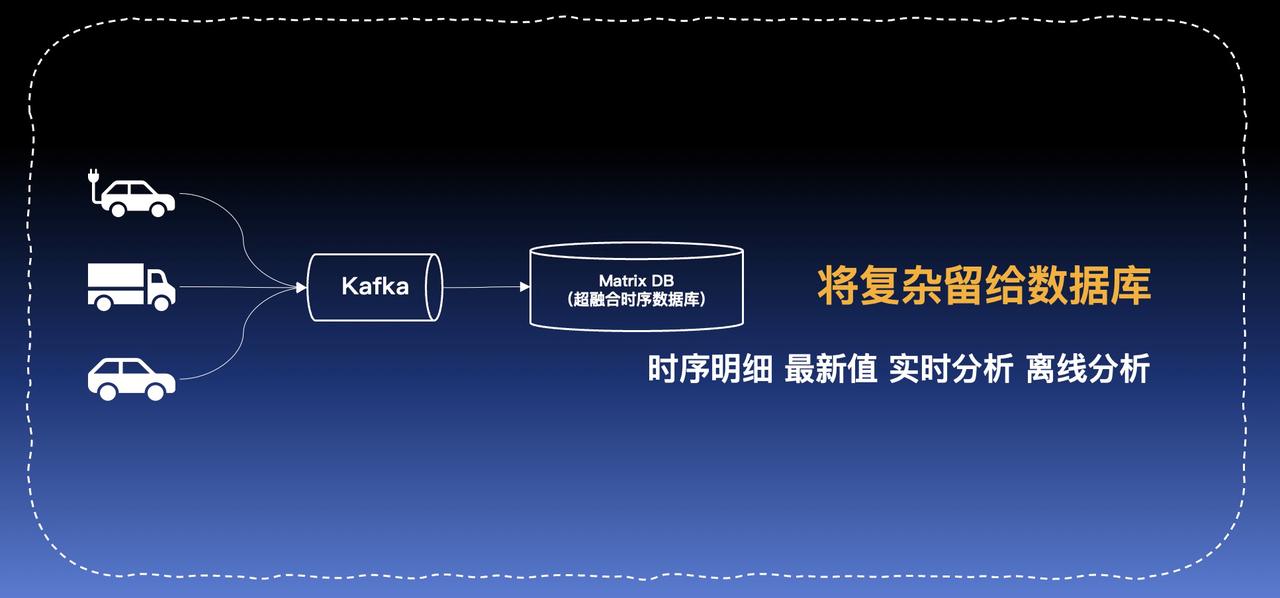 Kafka
Matrix DB
(超融合时序数据库)
将复杂留给数据库
时序明细 最新值 实时分析 离线分析